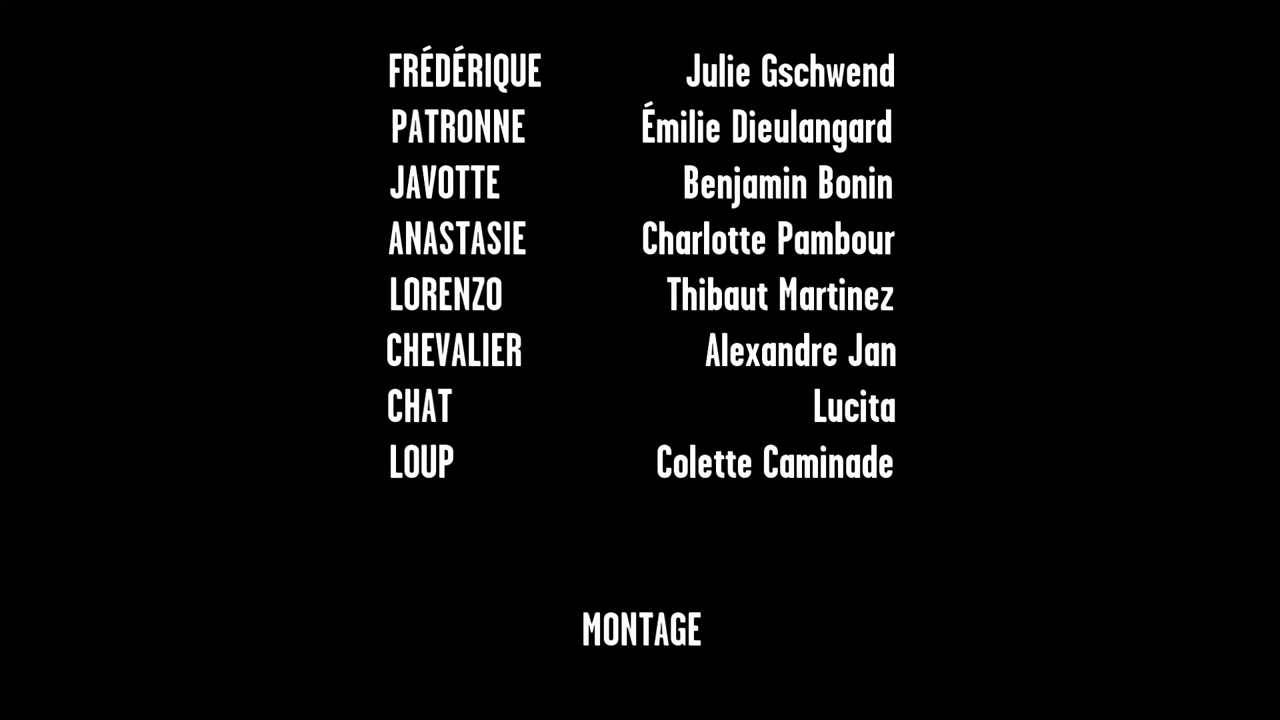 FRÉDÉRIQUE Julie Gschwend
PATRONNE Émilie Dieulangard
JAVOTTE Benjamin Bonin
ANASTASIE Charlotte Pambour
LORENZO Thibaut Martinez
CHEVALIER Alexandre Jan
CHAT Lucita
LOUP Colette Caminade
MONTAGE